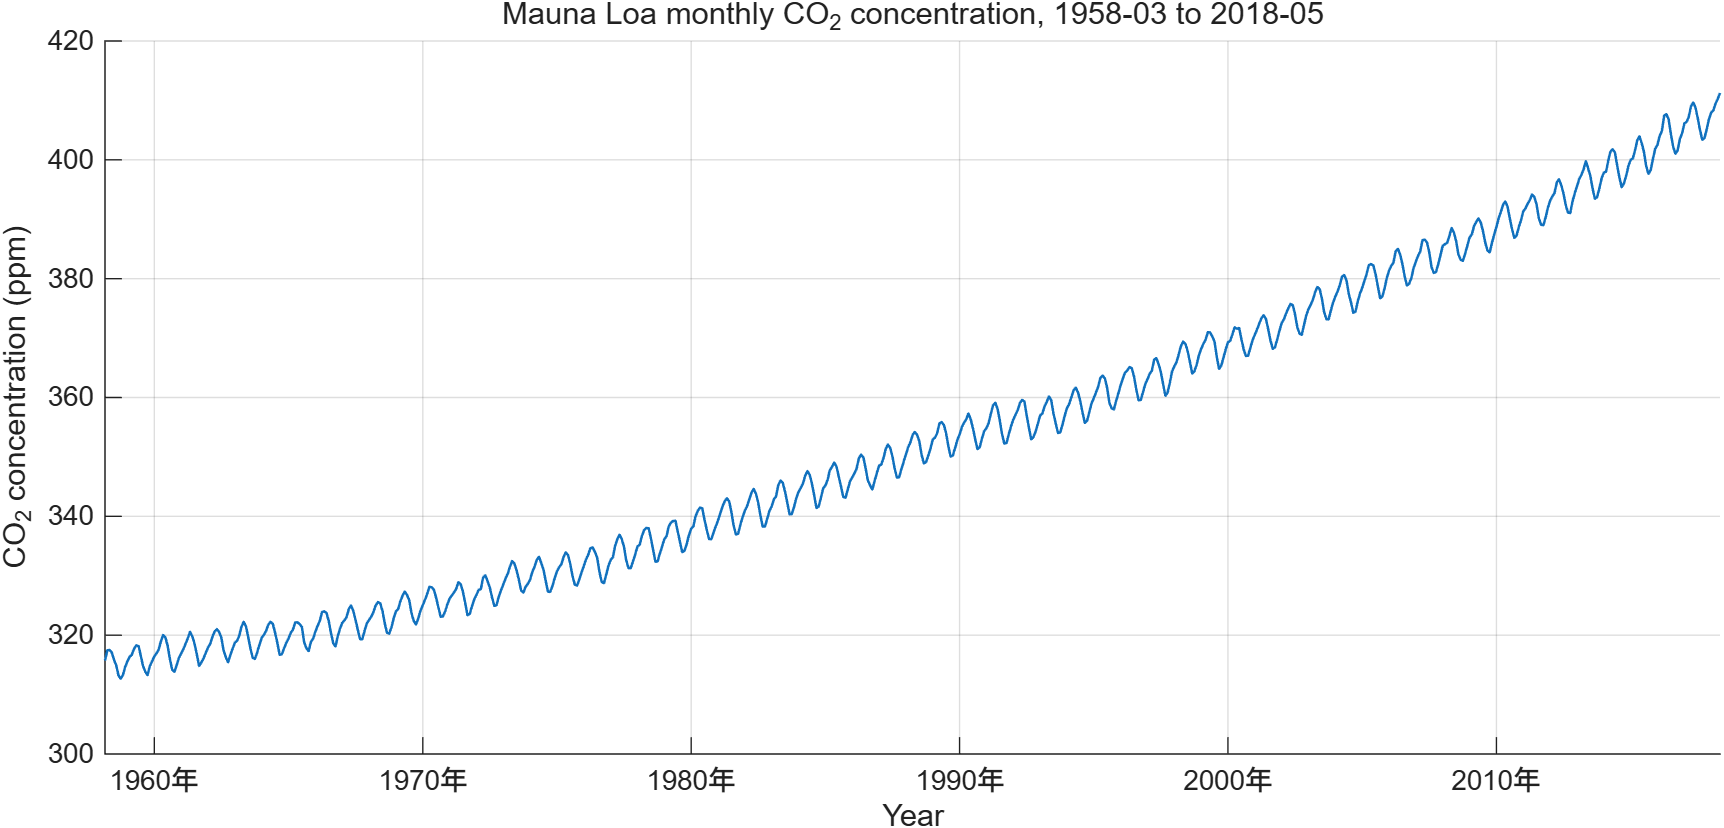 Mauna Loa monthly CO₂ concentration, 1958-03 to 2018-05
420
400
380
360
340
320
300
CO₂ concentration (ppm)
1960年 1970年 1980年 1990年 2000年 2010年
Year